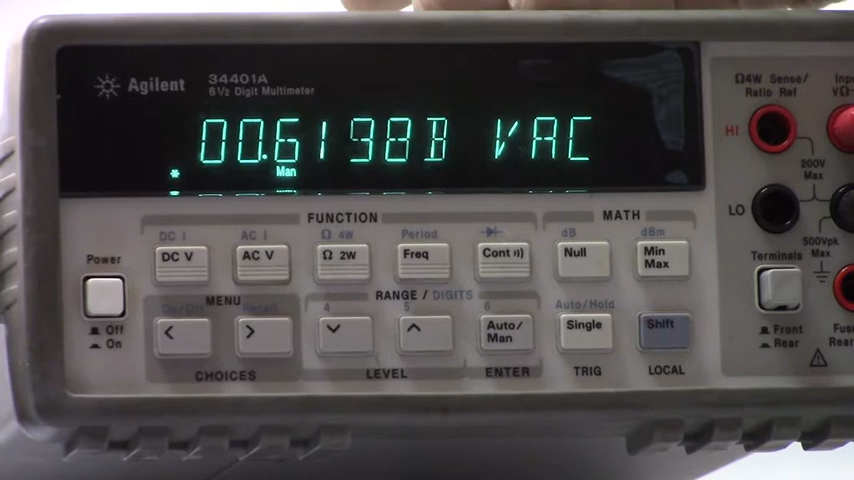 Agilent
34401A
6½ Digit Multimeter
00.6198B VAC
* Man
FUNCTION
MATH
DC I AC I Ω 4W Period dB dBm
DC V AC V Ω 2W Freq Cont Null Min Max
Power
Off
On
MENU
RANGE / DIGITS
On/Off Recall 4 5 6 Auto/Hold
< > Auto/ Man Single Shift
CHOICES LEVEL ENTER TRIG LOCAL
Ω4W Sense/
Ratio Ref
HI
200V
Max
LO
500Vpk
Max
Terminals
Front
Rear